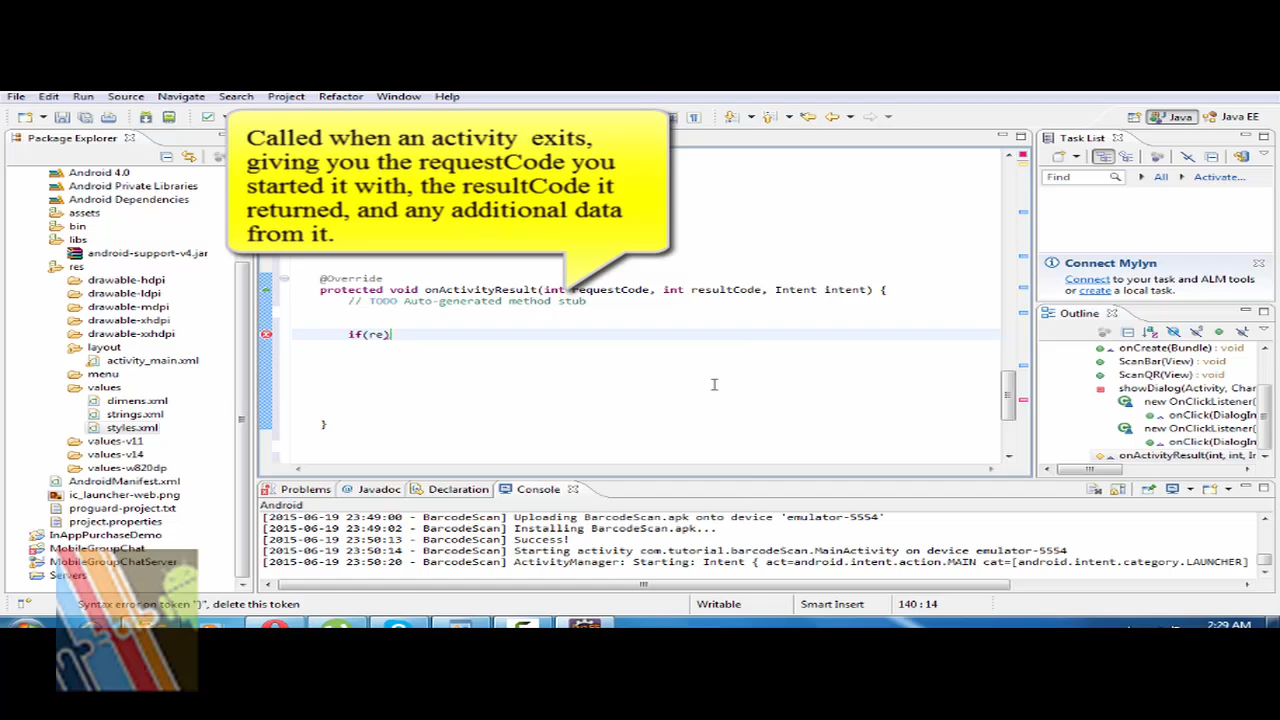 File Edit Run Source Navigate Search Project Refactor Window Help
Java
Java EE
Package Explorer
Called when an activity exits,
giving you the requestCode you
started it with, the resultCode it
returned, and any additional data
from it.
Task List
Find
All
Activate...
Android 4.0
Android Private Libraries
Android Dependencies
assets
bin
libs
android-support-v4.jar
res
drawable-hdpi
drawable-ldpi
drawable-mdpi
drawable-xhdpi
drawable-xxhdpi
layout
activity_main.xml
menu
values
dimens.xml
strings.xml
styles.xml
values-v11
values-v14
values-w820dp
AndroidManifest.xml
ic_launcher-web.png
proguard-project.txt
project.properties
InAppPurchaseDemo
MobileGroupChat
MobileGroupChatServer
Servers
@Override
protected void onActivityResult(int requestCode, int resultCode, Intent intent) {
// TODO Auto-generated method stub
if(re)
}
Connect Mylyn
Connect to your task and ALM tools
or create a local task.
Outline
onCreate(Bundle) : void
ScanBar(View) : void
ScanQR(View) : void
showDialog(Activity, Char
new OnClickListener(
onClick(DialogIn
new OnClickListener(
onClick(DialogIn
onActivityResult(int, int, In
Problems Javadoc Declaration Console
Android
[2015-06-19 23:49:00 - BarcodeScan] Uploading BarcodeScan.apk onto device 'emulator-5554'
[2015-06-19 23:49:02 - BarcodeScan] Installing BarcodeScan.apk...
[2015-06-19 23:50:13 - BarcodeScan] Success!
[2015-06-19 23:50:14 - BarcodeScan] Starting activity com.tutorial.barcodeScan.MainActivity on device emulator-5554
[2015-06-19 23:50:20 - BarcodeScan] ActivityManager: Starting: Intent { act=android.intent.action.MAIN cat=[android.intent.category.LAUNCHER]
Syntax error on token "}", delete this token
Writable
Smart Insert
140 : 14
2:29 AM